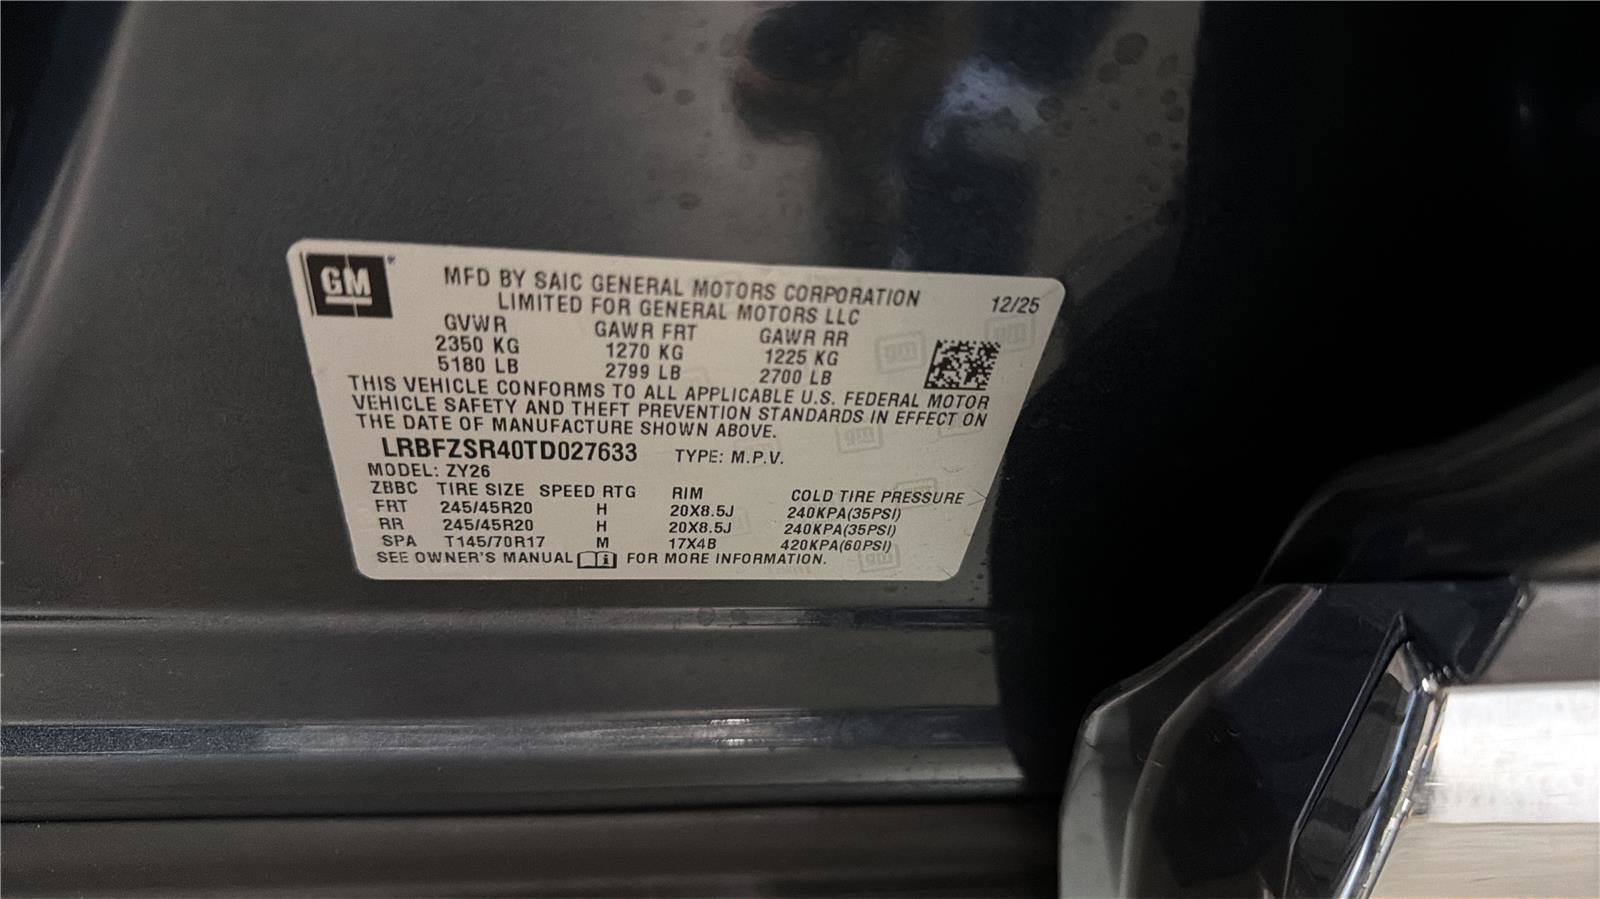 GM
MFD BY SAIC GENERAL MOTORS CORPORATION
LIMITED FOR GENERAL MOTORS LLC
12/25
GVWR GAWR FRT GAWR RR
2350 KG 1270 KG 1225 KG
5180 LB 2799 LB 2700 LB
THIS VEHICLE CONFORMS TO ALL APPLICABLE U.S. FEDERAL MOTOR
VEHICLE SAFETY AND THEFT PREVENTION STANDARDS IN EFFECT ON
THE DATE OF MANUFACTURE SHOWN ABOVE.
LRBFZSR40TD027633 TYPE: M.P.V.
MODEL: ZY26
ZBBC TIRE SIZE SPEED RTG RIM COLD TIRE PRESSURE
FRT 245/45R20 H 20X8.5J 240KPA(35PSI)
RR 245/45R20 H 20X8.5J 240KPA(35PSI)
SPA T145/70R17 M 17X4B 420KPA(60PSI)
SEE OWNER'S MANUAL i FOR MORE INFORMATION.